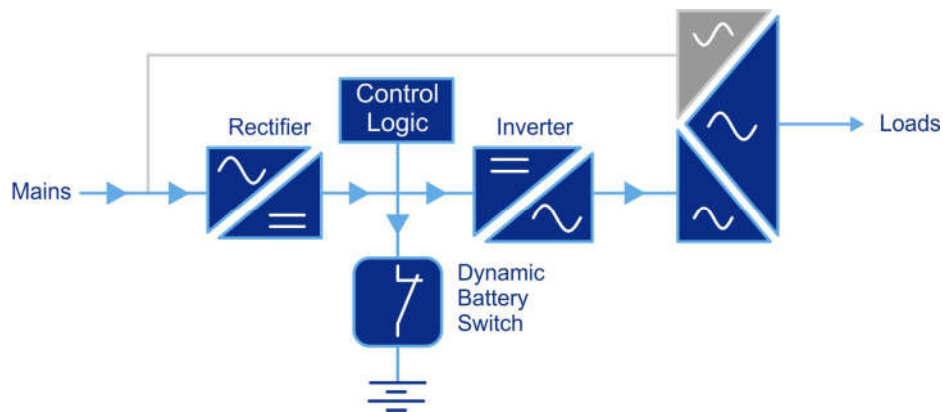 Control
Logic
Rectifier
Inverter
Mains
Loads
Dynamic
Battery
Switch